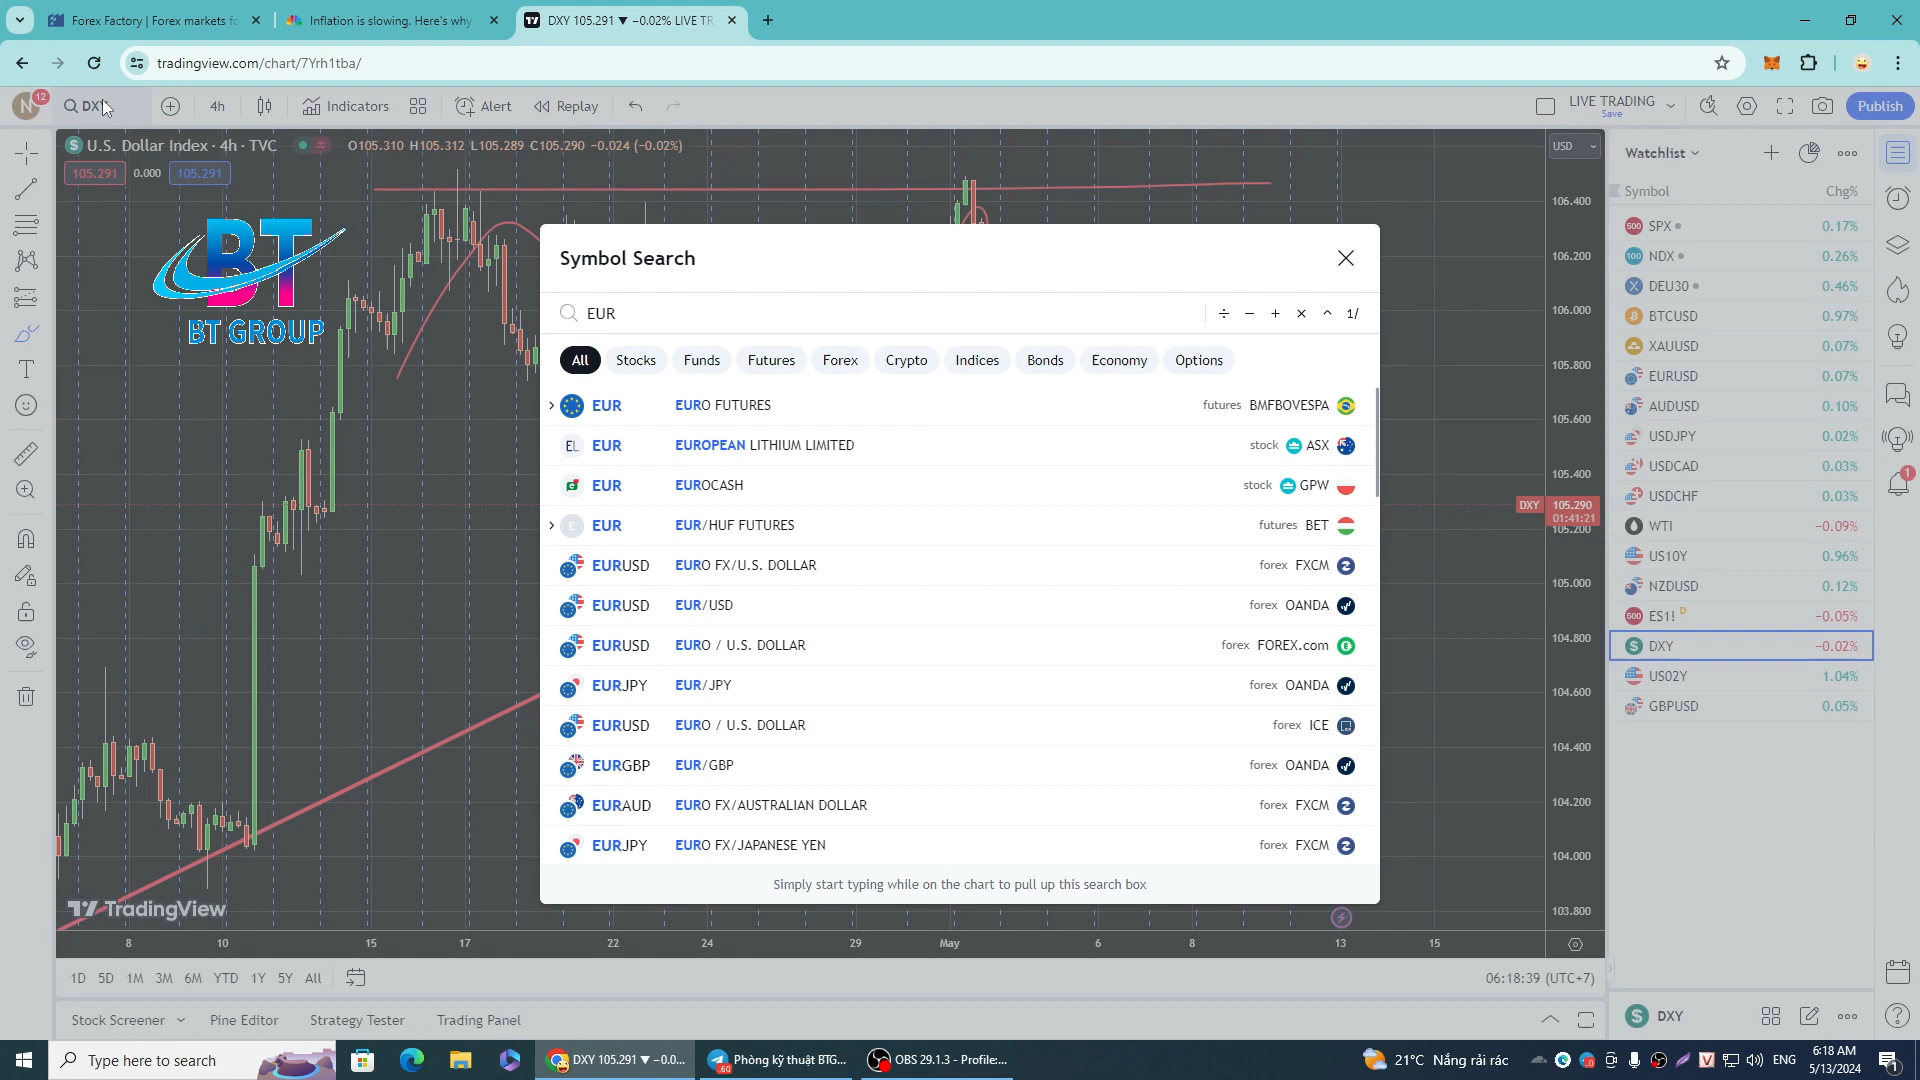 Forex Factory | Forex markets fo
Inflation is slowing. Here's why
DXY 105.291 ▼ −0.02% LIVE TR
tradingview.com/chart/7Yrh1tba/
N 12 DXY 4h Indicators Alert Replay LIVE TRADING Save Publish
U.S. Dollar Index · 4h · TVC O105.310 H105.312 L105.289 C105.290 −0.024 (−0.02%)
105.291 0.000 105.291
USD
BT
BT GROUP
Symbol Search
EUR ÷ − + × ^ 1/
All Stocks Funds Futures Forex Crypto Indices Bonds Economy Options
EUR EURO FUTURES futures BMFBOVESPA
EL EUR EUROPEAN LITHIUM LIMITED stock ASX
EUR EUROCASH stock GPW
E EUR EUR/HUF FUTURES futures BET
EURUSD EURO FX/U.S. DOLLAR forex FXCM
EURUSD EUR/USD forex OANDA
EURUSD EURO / U.S. DOLLAR forex FOREX.com
EURJPY EUR/JPY forex OANDA
EURUSD EURO / U.S. DOLLAR forex ICE
EURGBP EUR/GBP forex OANDA
EURAUD EURO FX/AUSTRALIAN DOLLAR forex FXCM
EURJPY EURO FX/JAPANESE YEN forex FXCM
Simply start typing while on the chart to pull up this search box
106.400
106.200
106.000
105.800
105.600
105.400
DXY 105.290
01:41:21
105.200
105.000
104.800
104.600
104.400
104.200
104.000
103.800
TradingView
8 10 15 17 22 24 29 May 6 8 13 15
1D 5D 1M 3M 6M YTD 1Y 5Y All 06:18:39 (UTC+7)
Stock Screener Pine Editor Strategy Tester Trading Panel
Watchlist
Symbol Chg%
SPX 0.17%
NDX 0.26%
DEU30 0.46%
BTCUSD 0.97%
XAUUSD 0.07%
EURUSD 0.07%
AUDUSD 0.10%
USDJPY 0.02%
USDCAD 0.03%
USDCHF 0.03%
WTI −0.09%
US10Y 0.96%
NZDUSD 0.12%
ES1! D −0.05%
DXY −0.02%
US02Y 1.04%
GBPUSD 0.05%
DXY
1
Type here to search
DXY 105.291 ▼ −0.0...
Phòng kỹ thuật BTG...
OBS 29.1.3 - Profile:...
21°C Nắng rải rác
ENG
6:18 AM
5/13/2024